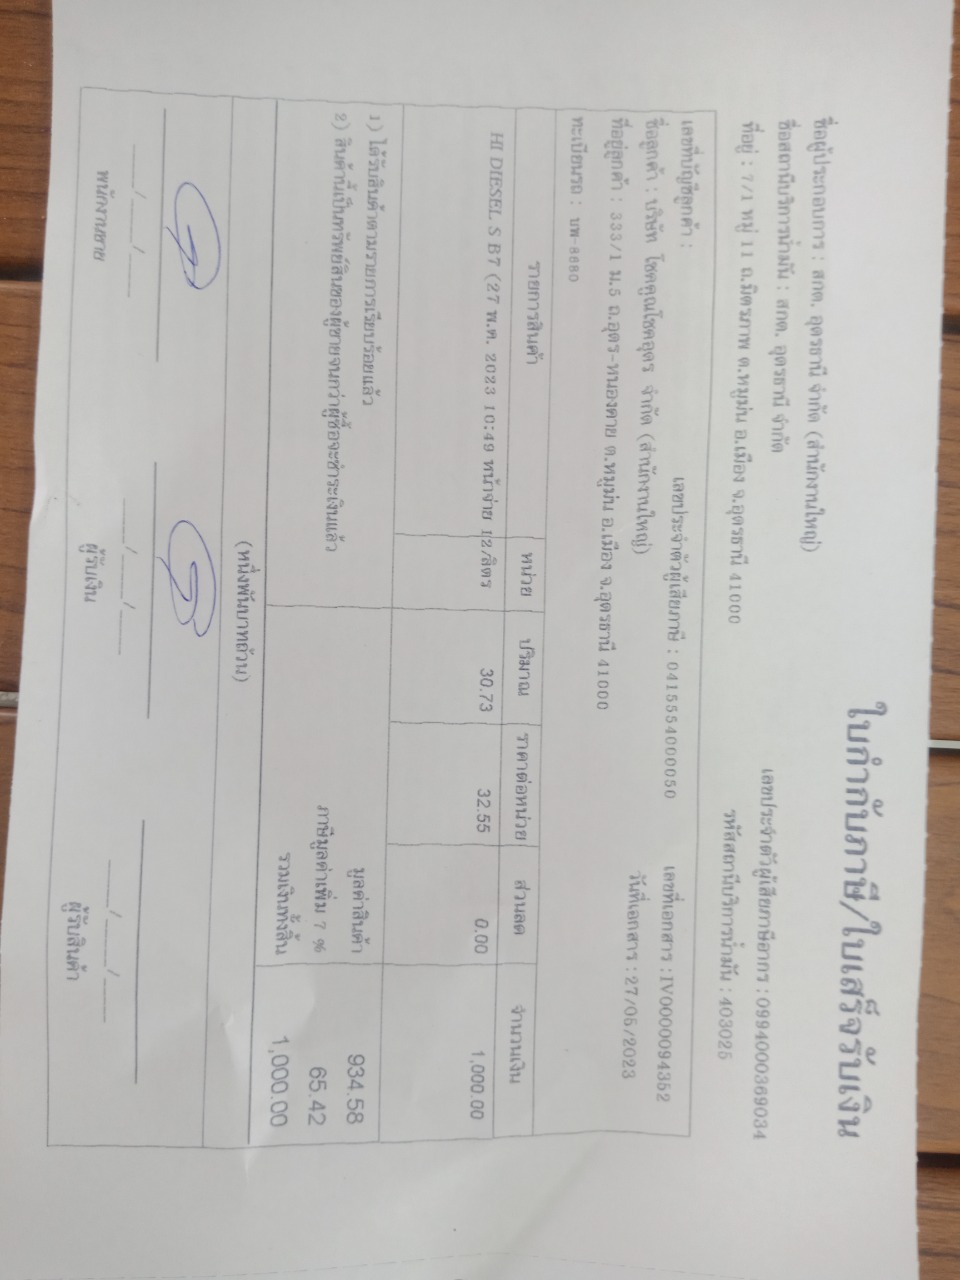 ใบกำกับภาษี/ใบเสร็จรับเงิน
ชื่อผู้ประกอบการ : สกต. อุดรธานี จำกัด (สำนักงานใหญ่)
เลขประจำตัวผู้เสียภาษีอากร : 0994000369034
ชื่อสถานีบริการน้ำมัน : สกต. อุดรธานี จำกัด
รหัสสถานีบริการน้ำมัน : 403025
ที่อยู่ : 7/1 หมู่ 11 ถ.มิตรภาพ ต.หมูม่น อ.เมือง จ.อุดรธานี 41000
เลขที่บัญชีลูกค้า : เลขประจำตัวผู้เสียภาษี : 0415554000050 เลขที่เอกสาร : IV0000094352
ชื่อลูกค้า : บริษัท โชคคูณโชคอุดร จำกัด (สำนักงานใหญ่) วันที่เอกสาร : 27/05/2023
ที่อยู่ลูกค้า : 333/1 ม.5 ถ.อุดร-หนองคาย ต.หมูม่น อ.เมือง จ.อุดรธานี 41000
ทะเบียนรถ : บพ-8680
รายการสินค้า หน่วย ปริมาณ ราคาต่อหน่วย ส่วนลด จำนวนเงิน
HI DIESEL S B7 (27 พ.ค. 2023 10:49 หน้าจ่าย 12/ลิตร 30.73 32.55 0.00 1,000.00
1) ได้รับสินค้าตามรายการเรียบร้อยแล้ว มูลค่าสินค้า 934.58
2) สินค้านี้เป็นทรัพย์สินของผู้ขายจนกว่าผู้ซื้อจะชำระเงินแล้ว ภาษีมูลค่าเพิ่ม 7 % 65.42
รวมเงินทั้งสิ้น 1,000.00
(หนึ่งพันบาทถ้วน)
___/___/___ ___/___/___ ___/___/___
พนักงานขาย ผู้รับเงิน ผู้รับสินค้า